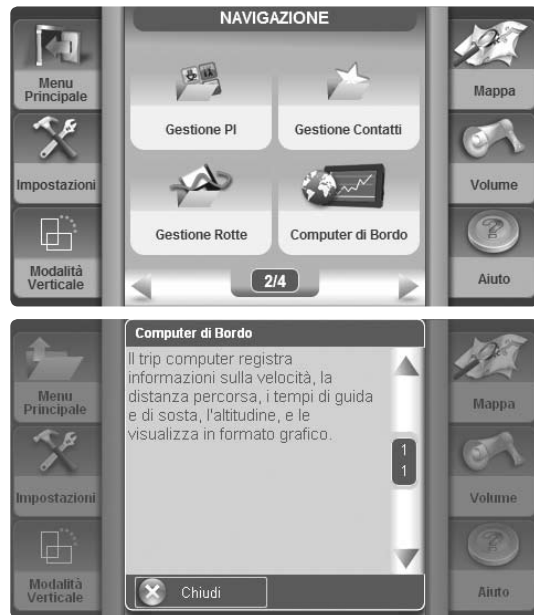 NAVIGAZIONE
Menu
Principale
Gestione PI
Gestione Contatti
Mappa
Impostazioni
Volume
Gestione Rotte
Computer di Bordo
Modalità
Verticale
2/4
Aiuto
Computer di Bordo
Il trip computer registra
informazioni sulla velocità, la
distanza percorsa, i tempi di guida
e di sosta, l'altitudine, e le
visualizza in formato grafico.
Menu
Principale
Mappa
1
1
Impostazioni
Volume
Modalità
Verticale
Chiudi
Aiuto